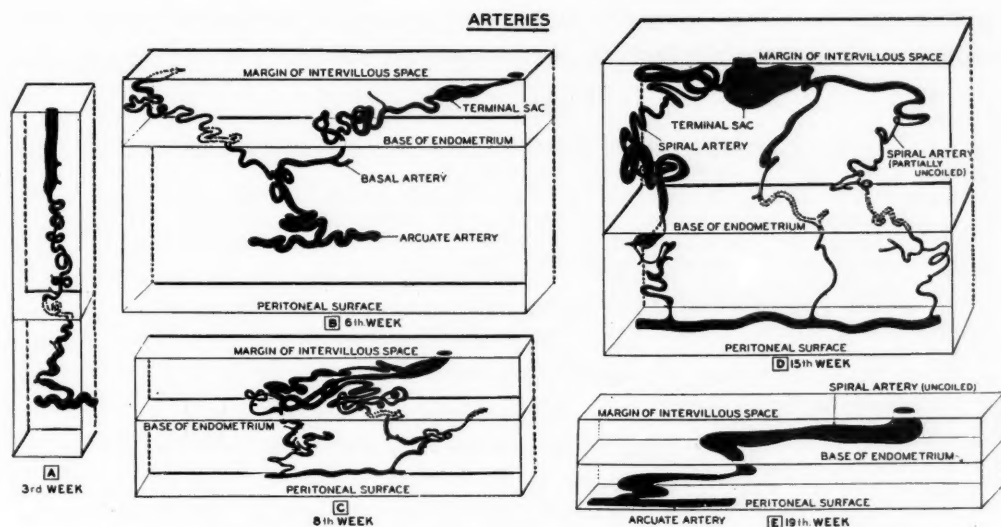 ARTERIES
MARGIN OF INTERVILLOUS SPACE
TERMINAL SAC
BASE OF ENDOMETRIUM
BASAL ARTERY
ARCUATE ARTERY
PERITONEAL SURFACE
B 6th WEEK
MARGIN OF INTERVILLOUS SPACE
TERMINAL SAC
SPIRAL ARTERY
SPIRAL ARTERY
(PARTIALLY
UNCOILED)
BASE OF ENDOMETRIUM
PERITONEAL SURFACE
D 15th WEEK
A
3rd WEEK
MARGIN OF INTERVILLOUS SPACE
BASE OF ENDOMETRIUM
PERITONEAL SURFACE
C
8th WEEK
SPIRAL ARTERY (UNCOILED)
MARGIN OF INTERVILLOUS SPACE
BASE OF ENDOMETRIUM
PERITONEAL SURFACE
ARCUATE ARTERY
E 19th WEEK